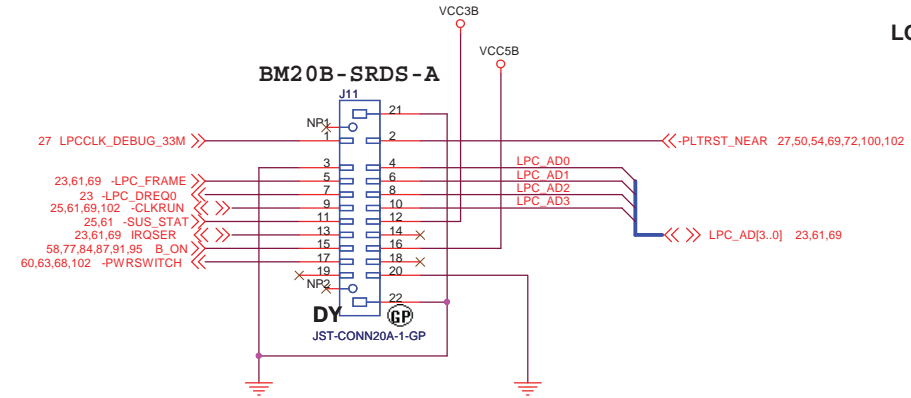 VCC3B
LO
VCC5B
BM20B-SRDS-A
J11
21
NP1
27 LPCCLK_DEBUG_33M
1
2
-PLTRST_NEAR 27,50,54,69,72,100,102
3
4
LPC_AD0
23,61,69 -LPC_FRAME
5
6
LPC_AD1
23 -LPC_DREQ0
7
8
LPC_AD2
25,61,69,102 -CLKRUN
9
10
LPC_AD3
25,61 -SUS_STAT
11
12
23,61,69 IRQSER
13
14
LPC_AD[3..0] 23,61,69
58,77,84,87,91,95 B_ON
15
16
60,63,68,102 -PWRSWITCH
17
18
19
20
NP2
22
DY
GP
JST-CONN20A-1-GP